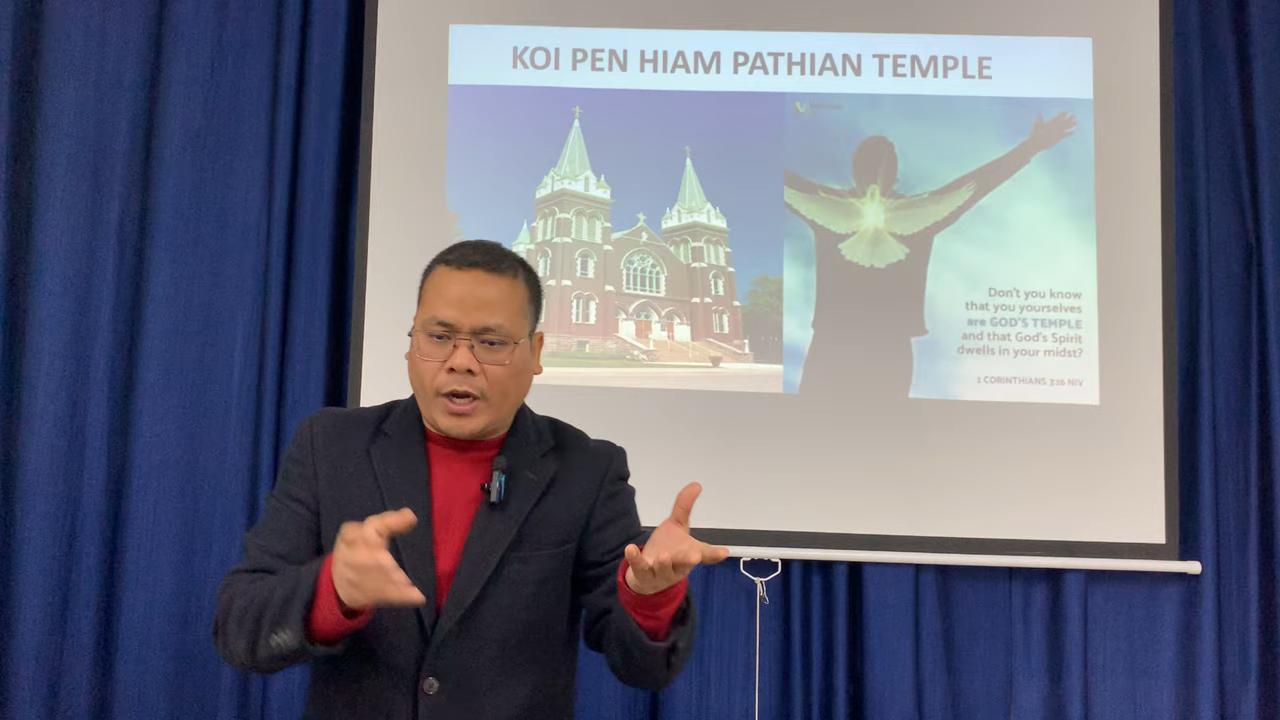 KOI PEN HIAM PATHIAN TEMPLE
Don't you know
that you yourselves
are GOD'S TEMPLE
and that God's Spirit
dwells in your midst?
1 CORINTHIANS 3:16 NIV